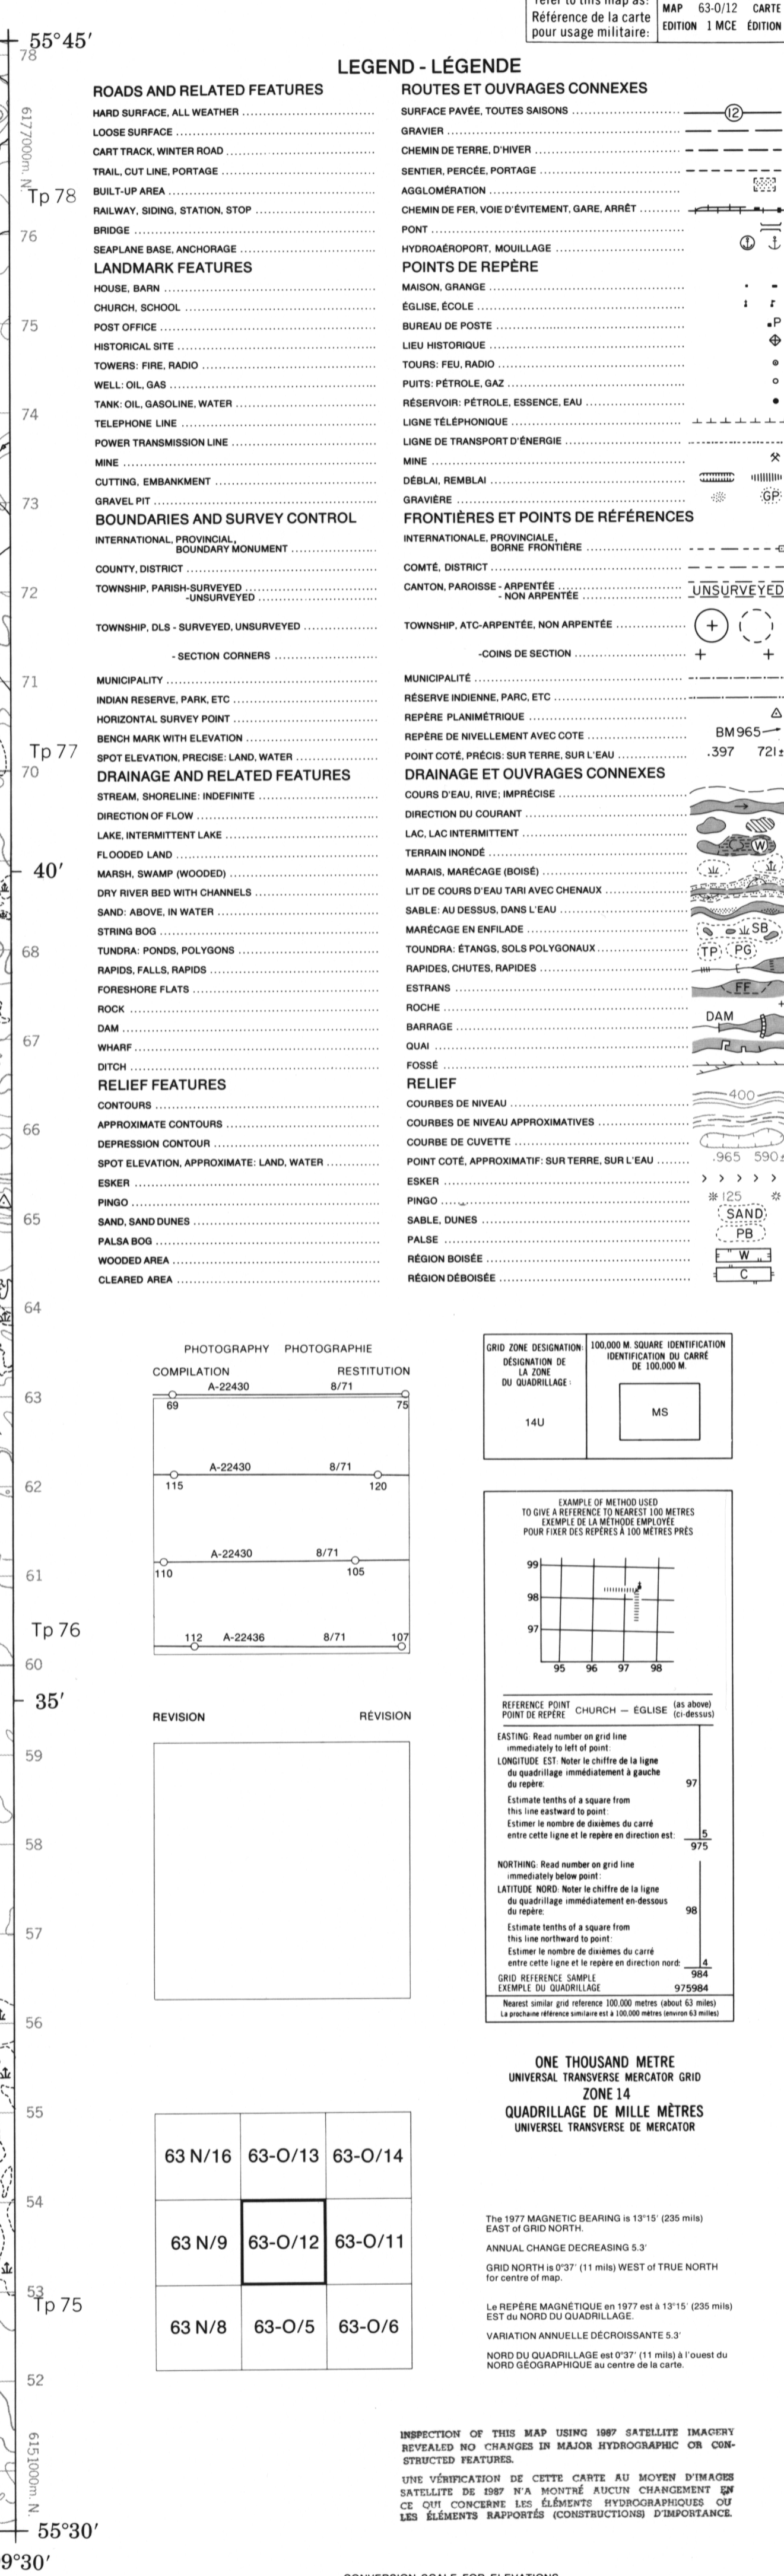 Référence de la carte
pour usage militaire:
MAP 63-O/12 CARTE
EDITION 1 MCE ÉDITION
55°45′
78
6177000m. N.
Tp 78
76
75
74
73
72
71
Tp 77
70
40′
68
67
66
65
64
63
62
61
Tp 76
60
35′
59
58
57
56
55
54
53
Tp 75
52
6151000m. N.
55°30′
9°30′
LEGEND - LÉGENDE
ROADS AND RELATED FEATURES
HARD SURFACE, ALL WEATHER
LOOSE SURFACE
CART TRACK, WINTER ROAD
TRAIL, CUT LINE, PORTAGE
BUILT-UP AREA
RAILWAY, SIDING, STATION, STOP
BRIDGE
SEAPLANE BASE, ANCHORAGE
LANDMARK FEATURES
HOUSE, BARN
CHURCH, SCHOOL
POST OFFICE
HISTORICAL SITE
TOWERS: FIRE, RADIO
WELL: OIL, GAS
TANK: OIL, GASOLINE, WATER
TELEPHONE LINE
POWER TRANSMISSION LINE
MINE
CUTTING, EMBANKMENT
GRAVEL PIT
BOUNDARIES AND SURVEY CONTROL
INTERNATIONAL, PROVINCIAL,
BOUNDARY MONUMENT
COUNTY, DISTRICT
TOWNSHIP, PARISH-SURVEYED
-UNSURVEYED
TOWNSHIP, DLS - SURVEYED, UNSURVEYED
- SECTION CORNERS
MUNICIPALITY
INDIAN RESERVE, PARK, ETC
HORIZONTAL SURVEY POINT
BENCH MARK WITH ELEVATION
SPOT ELEVATION, PRECISE: LAND, WATER
DRAINAGE AND RELATED FEATURES
STREAM, SHORELINE: INDEFINITE
DIRECTION OF FLOW
LAKE, INTERMITTENT LAKE
FLOODED LAND
MARSH, SWAMP (WOODED)
DRY RIVER BED WITH CHANNELS
SAND: ABOVE, IN WATER
STRING BOG
TUNDRA: PONDS, POLYGONS
RAPIDS, FALLS, RAPIDS
FORESHORE FLATS
ROCK
DAM
WHARF
DITCH
RELIEF FEATURES
CONTOURS
APPROXIMATE CONTOURS
DEPRESSION CONTOUR
SPOT ELEVATION, APPROXIMATE: LAND, WATER
ESKER
PINGO
SAND, SAND DUNES
PALSA BOG
WOODED AREA
CLEARED AREA
ROUTES ET OUVRAGES CONNEXES
SURFACE PAVÉE, TOUTES SAISONS 12
GRAVIER
CHEMIN DE TERRE, D'HIVER
SENTIER, PERCÉE, PORTAGE
AGGLOMÉRATION
CHEMIN DE FER, VOIE D'ÉVITEMENT, GARE, ARRÊT
PONT
HYDROAÉROPORT, MOUILLAGE
POINTS DE REPÈRE
MAISON, GRANGE
ÉGLISE, ÉCOLE
BUREAU DE POSTE P
LIEU HISTORIQUE
TOURS: FEU, RADIO
PUITS: PÉTROLE, GAZ
RÉSERVOIR: PÉTROLE, ESSENCE, EAU
LIGNE TÉLÉPHONIQUE
LIGNE DE TRANSPORT D'ÉNERGIE
MINE
DÉBLAI, REMBLAI
GRAVIÈRE GP
FRONTIÈRES ET POINTS DE RÉFÉRENCES
INTERNATIONALE, PROVINCIALE,
BORNE FRONTIÈRE
COMTÉ, DISTRICT
CANTON, PAROISSE - ARPENTÉE
- NON ARPENTÉE UNSURVEYED
TOWNSHIP, ATC-ARPENTÉE, NON ARPENTÉE
-COINS DE SECTION
MUNICIPALITÉ
RÉSERVE INDIENNE, PARC, ETC
REPÈRE PLANIMÉTRIQUE
REPÈRE DE NIVELLEMENT AVEC COTE BM965
POINT COTÉ, PRÉCIS: SUR TERRE, SUR L'EAU .397 721±
DRAINAGE ET OUVRAGES CONNEXES
COURS D'EAU, RIVE; IMPRÉCISE
DIRECTION DU COURANT
LAC, LAC INTERMITTENT
TERRAIN INONDÉ W
MARAIS, MARÉCAGE (BOISÉ)
LIT DE COURS D'EAU TARI AVEC CHENAUX
SABLE: AU DESSUS, DANS L'EAU
MARÉCAGE EN ENFILADE SB
TOUNDRA: ÉTANGS, SOLS POLYGONAUX TP PG
RAPIDES, CHUTES, RAPIDES
ESTRANS FF
ROCHE
BARRAGE DAM
QUAI
FOSSÉ
RELIEF
COURBES DE NIVEAU 400
COURBES DE NIVEAU APPROXIMATIVES
COURBE DE CUVETTE
POINT COTÉ, APPROXIMATIF: SUR TERRE, SUR L'EAU .965 590±
ESKER
PINGO 125
SABLE, DUNES SAND
PALSE PB
RÉGION BOISÉE W
RÉGION DÉBOISÉE C
PHOTOGRAPHY PHOTOGRAPHIE
COMPILATION RESTITUTION
A-22430 8/71
69 75
A-22430 8/71
115 120
A-22430 8/71
110 105
112 A-22436 8/71 107
REVISION RÉVISION
63 N/16 63-O/13 63-O/14
63 N/9 63-O/12 63-O/11
63 N/8 63-O/5 63-O/6
GRID ZONE DESIGNATION:
DÉSIGNATION DE
LA ZONE
DU QUADRILLAGE :
14U
100,000 M. SQUARE IDENTIFICATION
IDENTIFICATION DU CARRÉ
DE 100,000 M.
MS
EXAMPLE OF METHOD USED
TO GIVE A REFERENCE TO NEAREST 100 METRES
EXEMPLE DE LA MÉTHODE EMPLOYÉE
POUR FIXER DES REPÈRES À 100 MÈTRES PRÈS
99
98
97
95 96 97 98
REFERENCE POINT
POINT DE REPÈRE
CHURCH — ÉGLISE
(as above)
(ci-dessus)
EASTING: Read number on grid line
immediately to left of point:
LONGITUDE EST: Noter le chiffre de la ligne
du quadrillage immédiatement à gauche
du repère: 97
Estimate tenths of a square from
this line eastward to point:
Estimer le nombre de dixièmes du carré
entre cette ligne et le repère en direction est: 5
975
NORTHING: Read number on grid line
immediately below point:
LATITUDE NORD: Noter le chiffre de la ligne
du quadrillage immédiatement en-dessous
du repère: 98
Estimate tenths of a square from
this line northward to point:
Estimer le nombre de dixièmes du carré
entre cette ligne et le repère en direction nord: 4
984
GRID REFERENCE SAMPLE
EXEMPLE DU QUADRILLAGE 975984
Nearest similar grid reference 100,000 metres (about 63 miles)
La prochaine référence similaire est à 100,000 mètres (environ 63 milles)
ONE THOUSAND METRE
UNIVERSAL TRANSVERSE MERCATOR GRID
ZONE 14
QUADRILLAGE DE MILLE MÈTRES
UNIVERSEL TRANSVERSE DE MERCATOR
The 1977 MAGNETIC BEARING is 13°15′ (235 mils)
EAST of GRID NORTH.
ANNUAL CHANGE DECREASING 5.3′
GRID NORTH is 0°37′ (11 mils) WEST of TRUE NORTH
for centre of map.
Le REPÈRE MAGNÉTIQUE en 1977 est à 13°15′ (235 mils)
EST du NORD DU QUADRILLAGE.
VARIATION ANNUELLE DÉCROISSANTE 5.3′
NORD DU QUADRILLAGE est 0°37′ (11 mils) à l'ouest du
NORD GÉOGRAPHIQUE au centre de la carte.
INSPECTION OF THIS MAP USING 1987 SATELLITE IMAGERY
REVEALED NO CHANGES IN MAJOR HYDROGRAPHIC OR CON-
STRUCTED FEATURES.
UNE VÉRIFICATION DE CETTE CARTE AU MOYEN D'IMAGES
SATELLITE DE 1987 N'A MONTRÉ AUCUN CHANGEMENT EN
CE QUI CONCERNE LES ÉLÉMENTS HYDROGRAPHIQUES OU
LES ÉLÉMENTS RAPPORTÉS (CONSTRUCTIONS) D'IMPORTANCE.